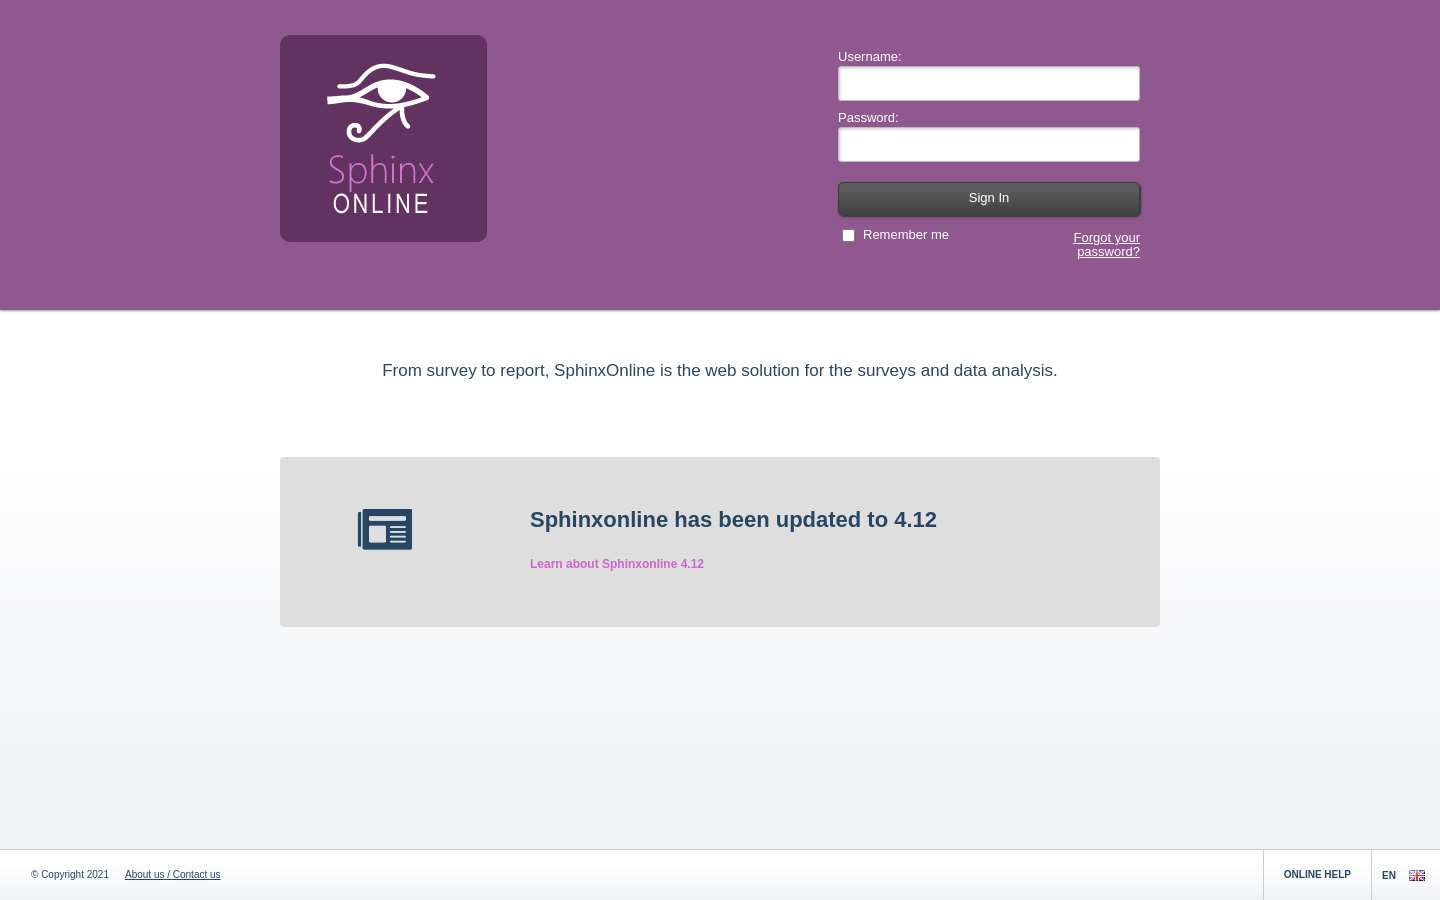 Sphinx
ONLINE
Username:
Password:
Sign In
Remember me
Forgot your
password?
From survey to report, SphinxOnline is the web solution for the surveys and data analysis.
Sphinxonline has been updated to 4.12
Learn about Sphinxonline 4.12
© Copyright 2021 About us / Contact us
ONLINE HELP
EN